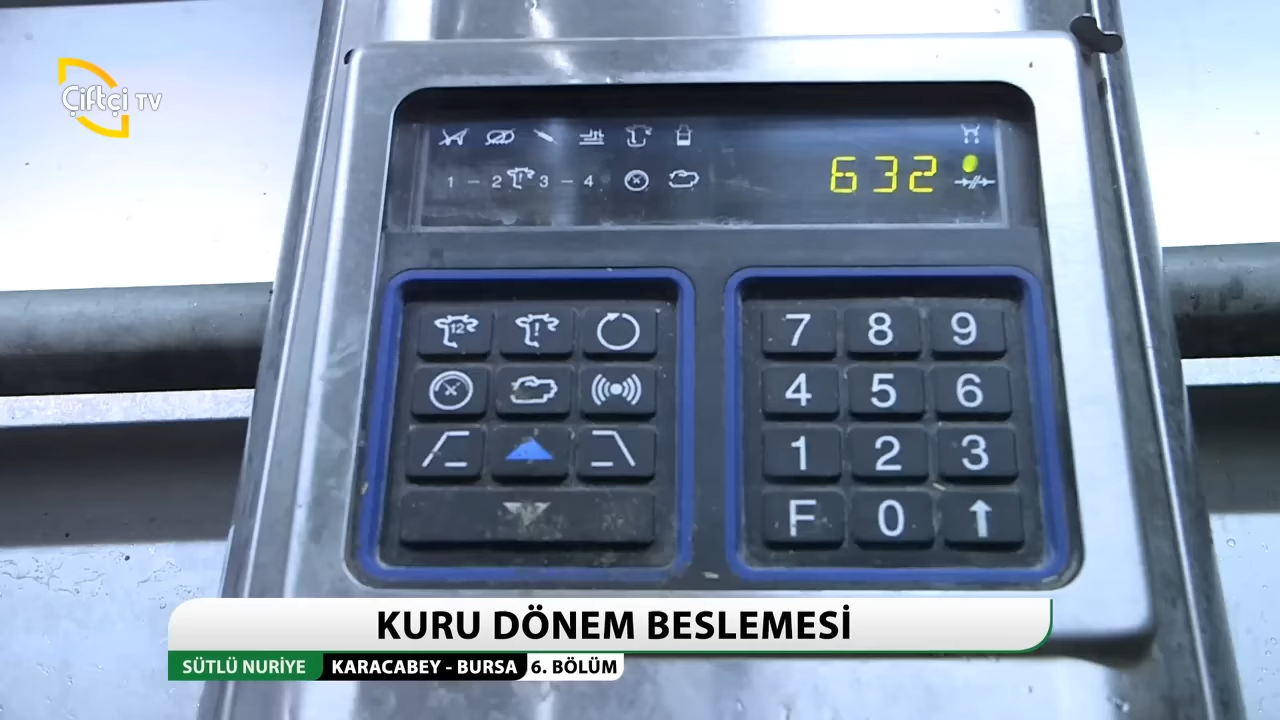 Çiftçi TV
1 - 2 3 - 4
632
12 !
7 8 9
4 5 6
1 2 3
F 0 ↑
KURU DÖNEM BESLEMESİ
SÜTLÜ NURİYE KARACABEY - BURSA 6. BÖLÜM